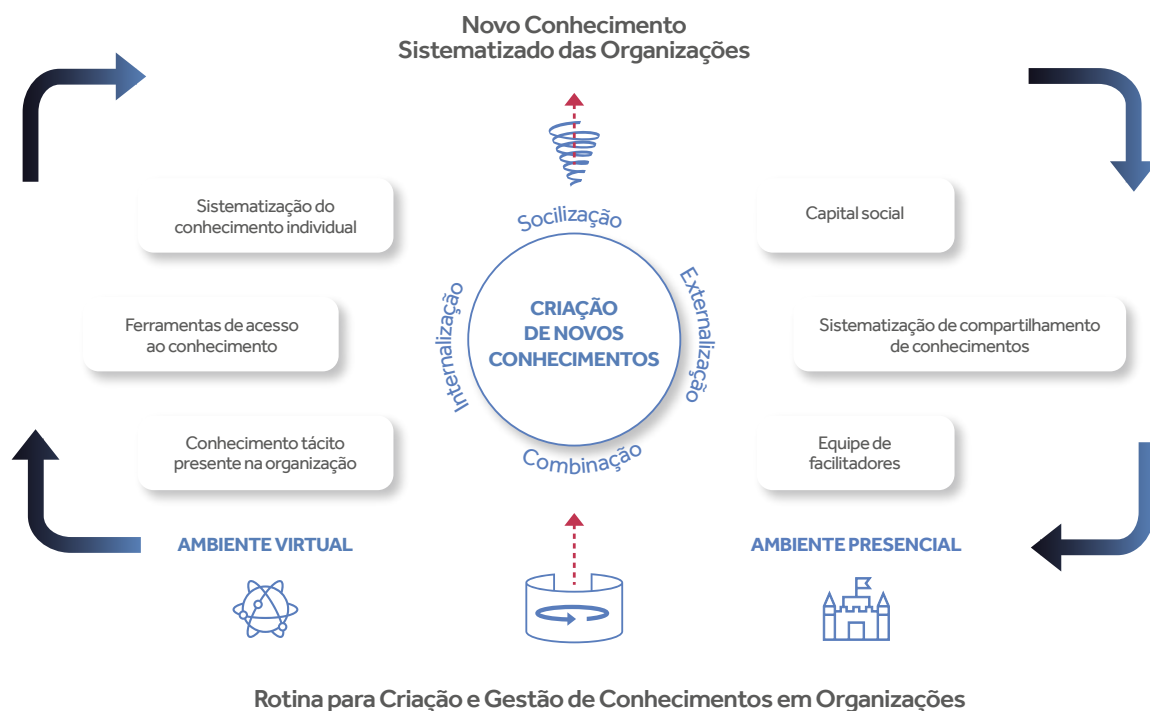 Novo Conhecimento
Sistematizado das Organizações
Sistematização do
conhecimento individual
Capital social
Socilização
Internalização
Externalização
CRIAÇÃO
DE NOVOS
CONHECIMENTOS
Ferramentas de acesso
ao conhecimento
Sistematização de compartilhamento
de conhecimentos
Conhecimento tácito
presente na organização
Equipe de
facilitadores
Combinação
AMBIENTE VIRTUAL
AMBIENTE PRESENCIAL
Rotina para Criação e Gestão de Conhecimentos em Organizações